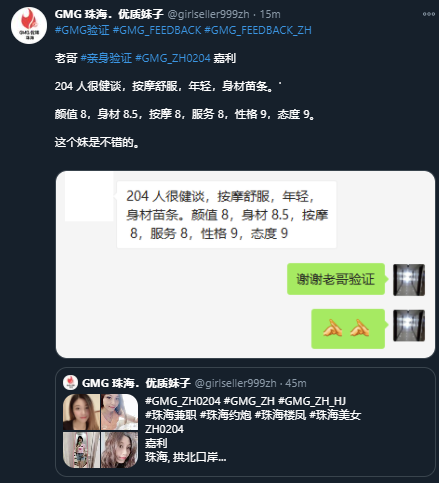 GMG 珠海．优质妹子 @girlseller999zh · 15m
#GMG验证 #GMG_FEEDBACK #GMG_FEEDBACK_ZH
老哥 #亲身验证 #GMG_ZH0204 嘉利
204 人很健谈，按摩舒服，年轻，身材苗条。`
颜值 8，身材 8.5，按摩 8，服务 8，性格 9，态度 9。
这个妹是不错的。
204 人很健谈，按摩舒服，年轻，
身材苗条。颜值 8，身材 8.5，按摩
8，服务 8，性格 9，态度 9
谢谢老哥验证
GMG 珠海．优质妹子 @girlseller999zh · 45m
#GMG_ZH0204 #GMG_ZH #GMG_ZH_HJ
#珠海兼职 #珠海约炮 #珠海楼凤 #珠海美女
ZH0204
嘉利
珠海, 拱北口岸...